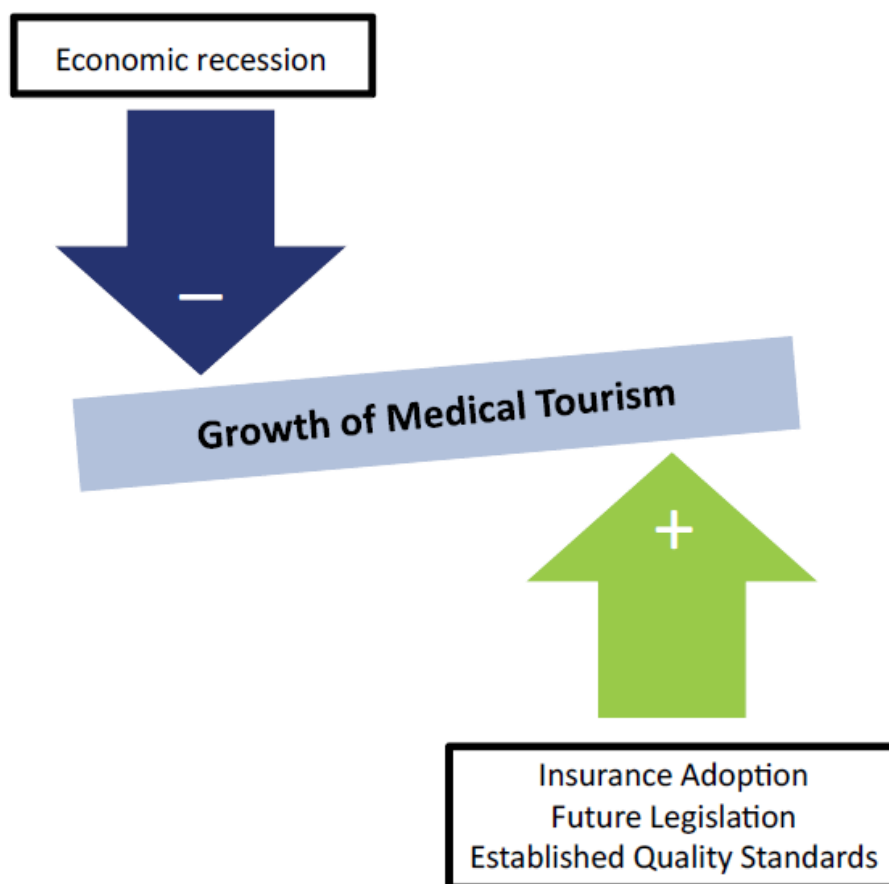 Economic recession
–
Growth of Medical Tourism
+
Insurance Adoption
Future Legislation
Established Quality Standards